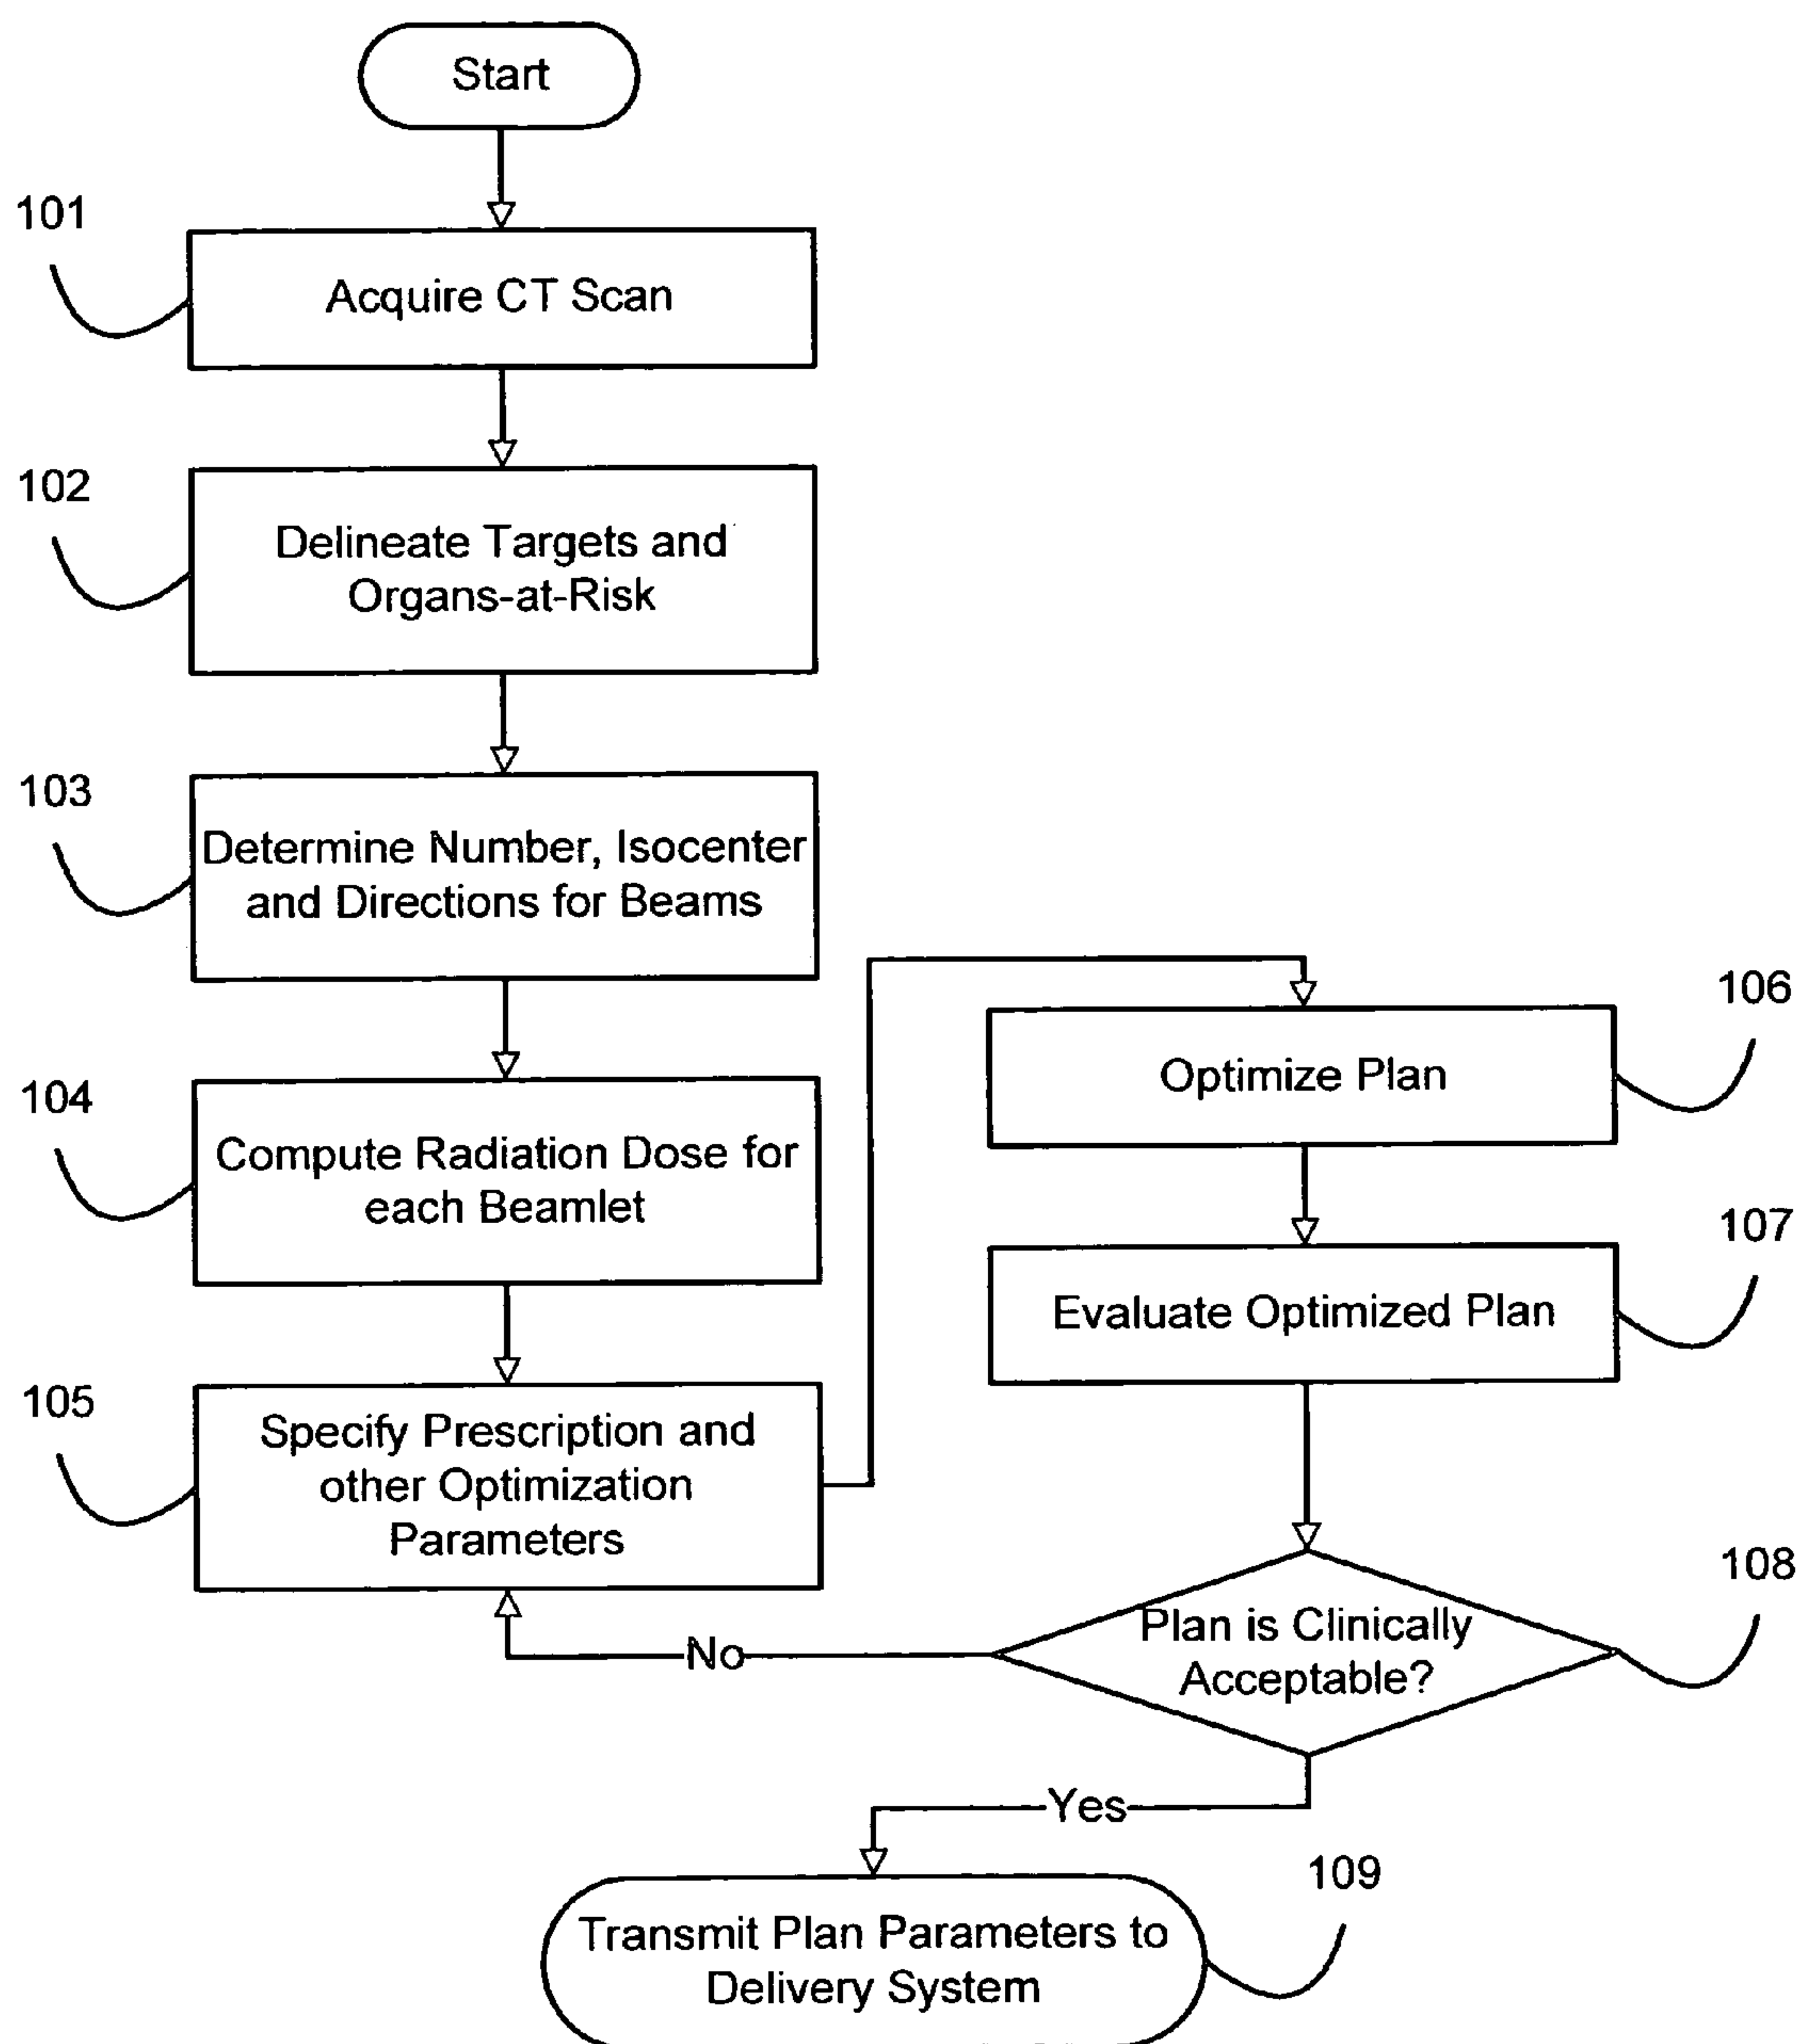 Start
101
Acquire CT Scan
102
Delineate Targets and
Organs-at-Risk
103
Determine Number, Isocenter
and Directions for Beams
104
Compute Radiation Dose for
each Beamlet
105
Specify Prescription and
other Optimization
Parameters
106
Optimize Plan
107
Evaluate Optimized Plan
108
Plan is Clinically
Acceptable?
No
Yes
109
Transmit Plan Parameters to
Delivery System